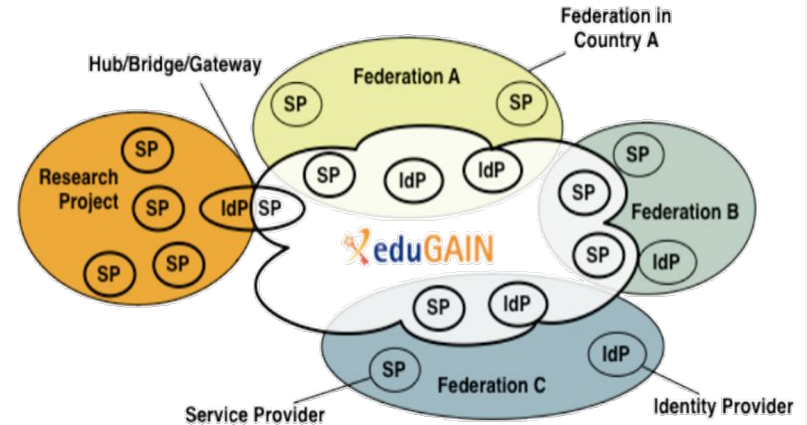 Federation in
Country A
Hub/Bridge/Gateway
Federation A
SP
SP
SP
SP
SP
IdP
IdP
Research
Project
SP
Federation B
SP
IdP
SP
eduGAIN
SP
SP
SP
IdP
SP
IdP
SP
IdP
Federation C
Service Provider
Identity Provider